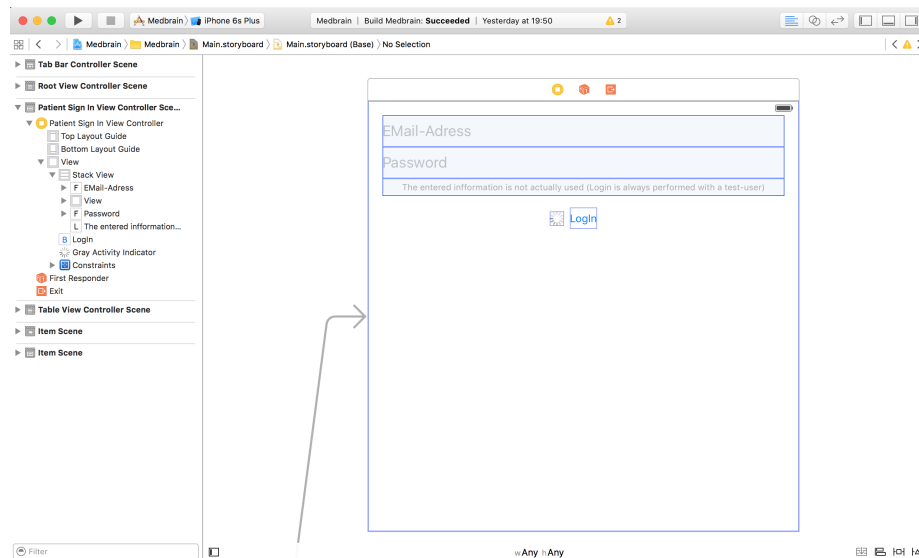 Medbrain iPhone 6s Plus Medbrain | Build Medbrain: Succeeded | Yesterday at 19:50 2
Medbrain Medbrain Main.storyboard Main.storyboard (Base) No Selection
Tab Bar Controller Scene
Root View Controller Scene
Patient Sign In View Controller Sce...
Patient Sign In View Controller
Top Layout Guide
Bottom Layout Guide
View
Stack View
F EMail-Adress
View
F Password
L The entered infformation...
B LogIn
Gray Activity Indicator
Constraints
First Responder
Exit
Table View Controller Scene
Item Scene
Item Scene
EMail-Adress
Password
The entered infformation is not actually used (Login is always performed with a test-user)
LogIn
Filter
wAny hAny